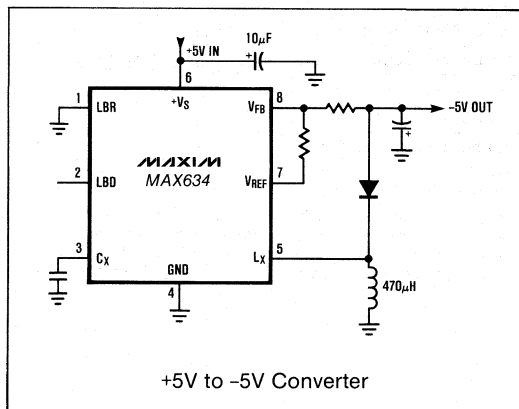 +5V IN
10μF
6
1
LBR
+VS
VFB
8
-5V OUT
MAXIM
MAX634
2
LBD
VREF
7
3
CX
GND
LX
5
4
470μH
+5V to -5V Converter